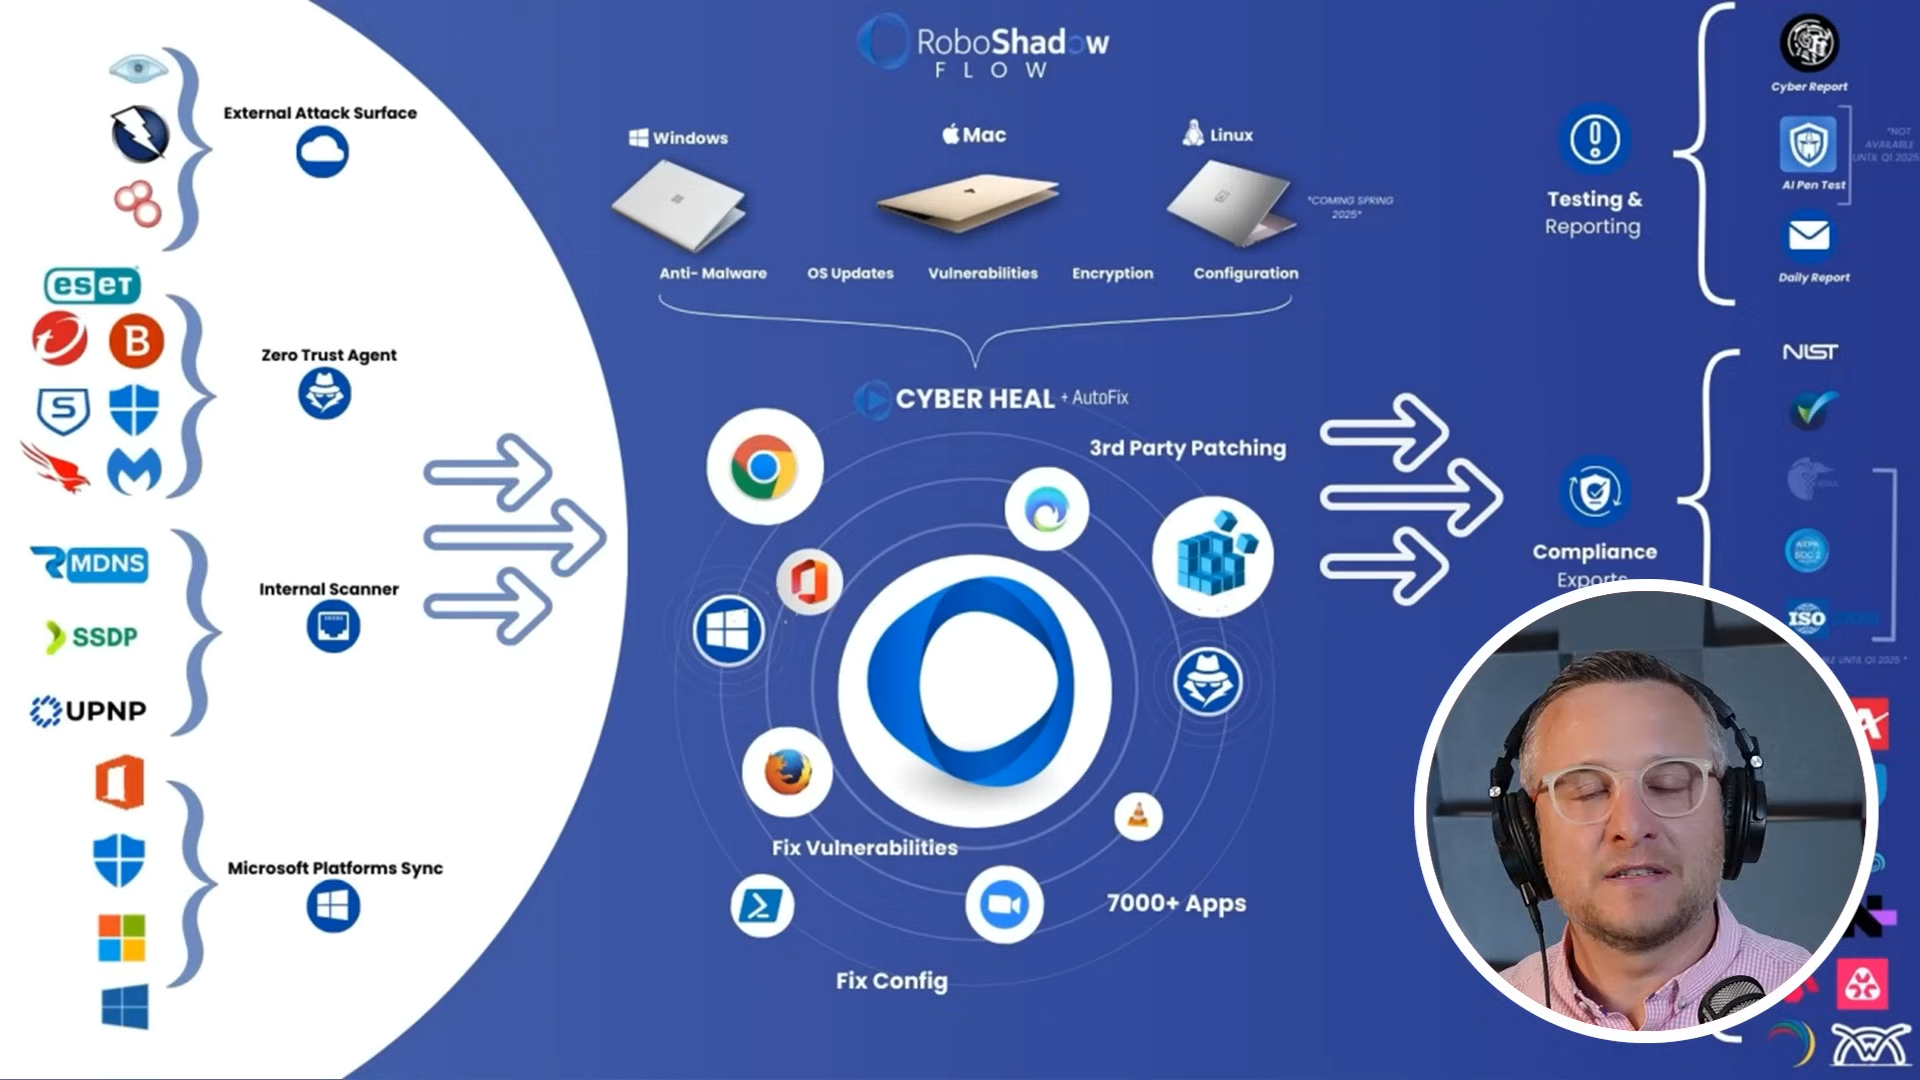 RoboShadow
FLOW
External Attack Surface
eseT
B
Zero Trust Agent
S
MDNS
SSDP
UPNP
Internal Scanner
Microsoft Platforms Sync
Windows
Mac
Linux
*COMING SPRING
2025*
Anti- Malware
OS Updates
Vulnerabilities
Encryption
Configuration
CYBER HEAL + AutoFix
3rd Party Patching
Fix Vulnerabilities
7000+ Apps
Fix Config
Testing &
Reporting
Cyber Report
*NOT
AVAILABLE
UNTIL Q1 2025
AI Pen Test
Daily Report
Compliance
Exports
NIST
AICPA
SOC 2
ISO
UNTIL Q1 2025 *